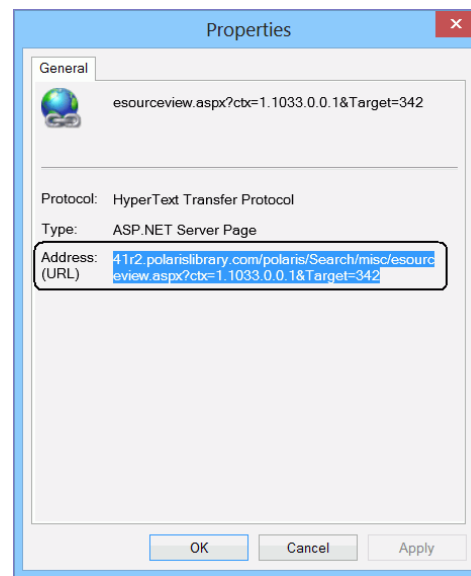 Properties
General
esourceview.aspx?ctx=1.1033.0.0.1&Target=342
Protocol: HyperText Transfer Protocol
Type: ASP.NET Server Page
Address: 41r2.polarislibrary.com/polaris/Search/misc/esourc
(URL) eview.aspx?ctx=1.1033.0.0.1&Target=342
OK Cancel Apply